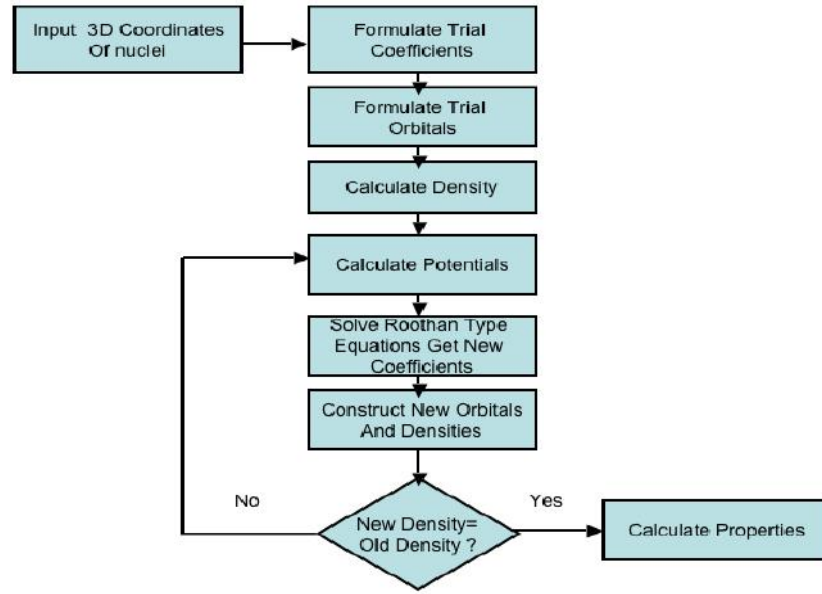 Input 3D Coordinates
Of nuclei
Formulate Trial
Coefficients
Formulate Trial
Orbitals
Calculate Density
Calculate Potentials
Solve Roothan Type
Equations Get New
Coefficients
Construct New Orbitals
And Densities
No
Yes
New Density=
Old Density ?
Calculate Properties